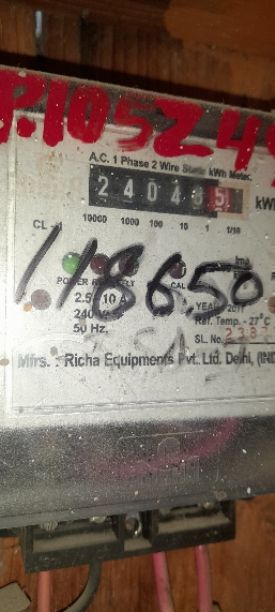 P.10524
A.C. 1 Phase 2 Wire Static kWh Meter
240485
kWh
CL -
10000 1000 100 10 1 1/10
118650
POWER CAL
2.5 10 A
240 V
50 Hz.
YEAR
Ref. Temp. - 27°C
SL. No.
Mfrs. : Richa Equipments Pvt. Ltd. Delhi, (IND